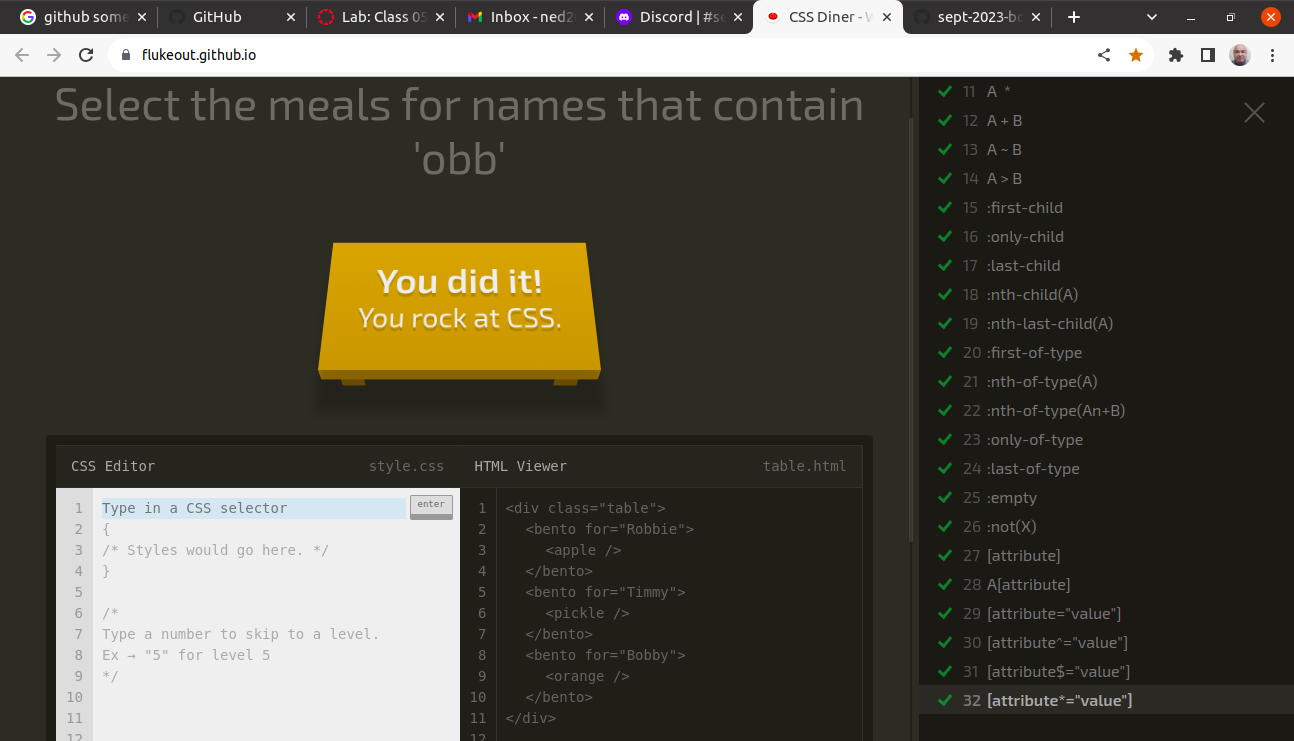 github some
GitHub
Lab: Class 05
Inbox - ned2
Discord | #se
CSS Diner - W
sept-2023-bo
flukeout.github.io
Select the meals for names that contain
'obb'
You did it!
You rock at CSS.
CSS Editor
style.css
HTML Viewer
table.html
1 Type in a CSS selector
enter
2 {
3 /* Styles would go here. */
4 }
5
6 /*
7 Type a number to skip to a level.
8 Ex → "5" for level 5
9 */
10
11
12
1 <div class="table">
2 <bento for="Robbie">
3 <apple />
4 </bento>
5 <bento for="Timmy">
6 <pickle />
7 </bento>
8 <bento for="Bobby">
9 <orange />
10 </bento>
11 </div>
12
11 A *
12 A + B
13 A ~ B
14 A > B
15 :first-child
16 :only-child
17 :last-child
18 :nth-child(A)
19 :nth-last-child(A)
20 :first-of-type
21 :nth-of-type(A)
22 :nth-of-type(An+B)
23 :only-of-type
24 :last-of-type
25 :empty
26 :not(X)
27 [attribute]
28 A[attribute]
29 [attribute="value"]
30 [attribute^="value"]
31 [attribute$="value"]
32 [attribute*="value"]